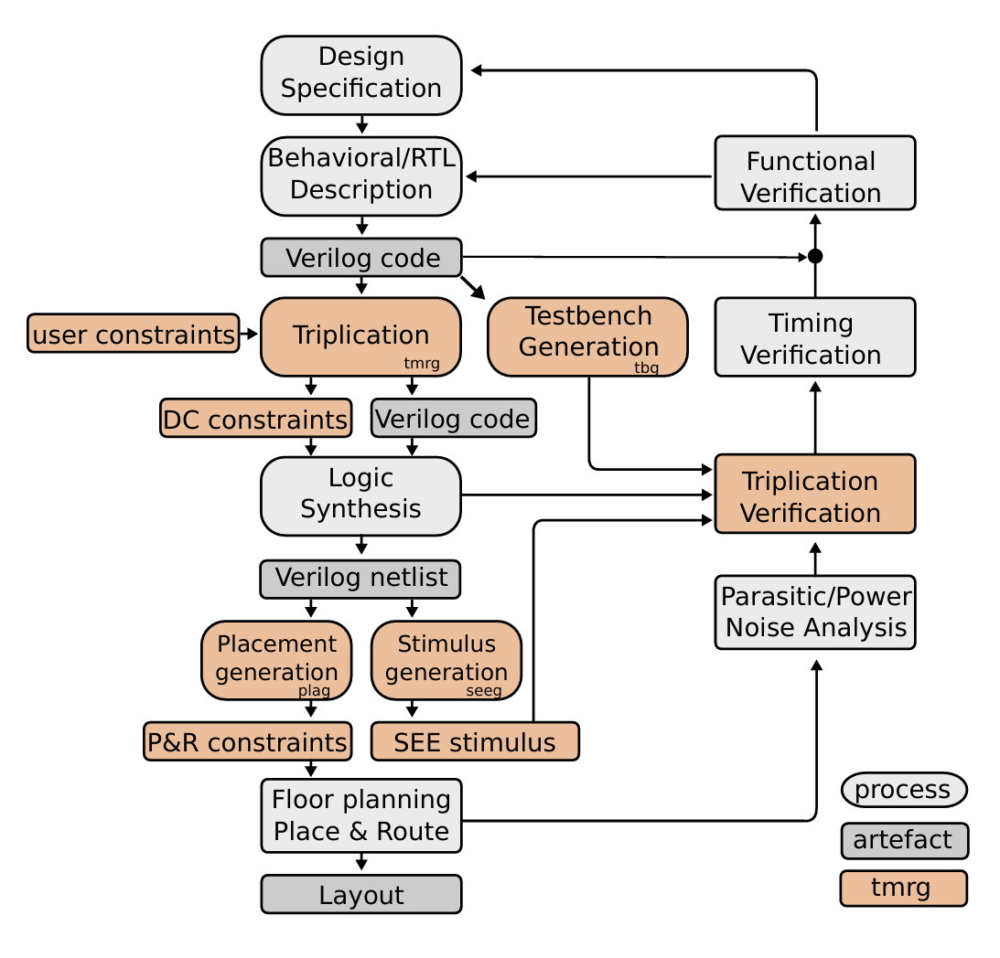 Design
Specification
Behavioral/RTL
Description
Functional
Verification
Verilog code
user constraints
Triplication
tmrg
Testbench
Generation
tbg
Timing
Verification
DC constraints
Verilog code
Logic
Synthesis
Triplication
Verification
Verilog netlist
Parasitic/Power
Noise Analysis
Placement
generation
plag
Stimulus
generation
seeg
P&R constraints
SEE stimulus
Floor planning
Place & Route
Layout
process
artefact
tmrg